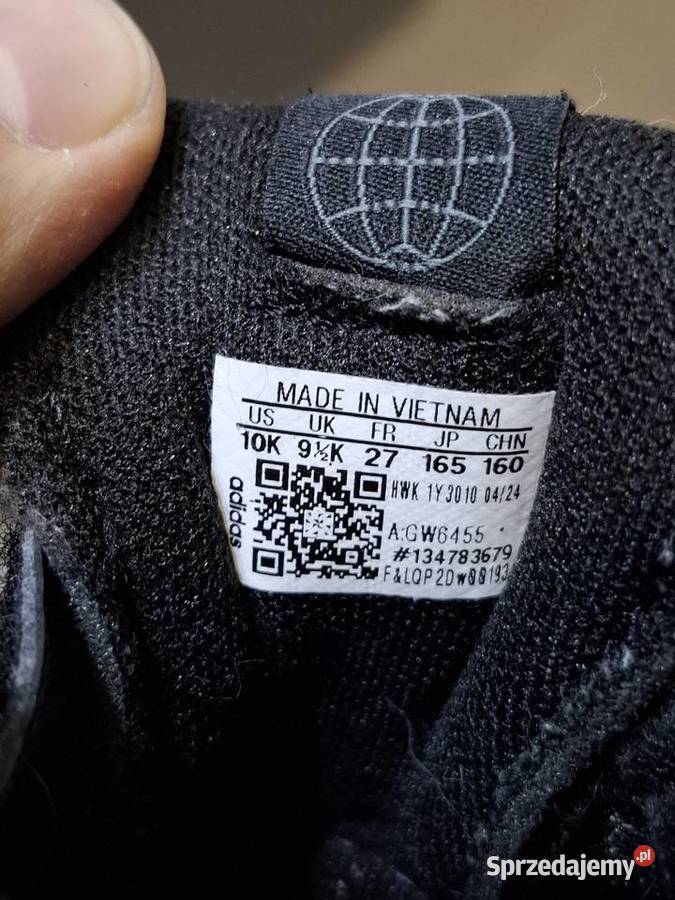 MADE IN VIETNAM
US UK FR JP CHN
10K 9½K 27 165 160
adidas
HWK 1Y3010 04/24
A:GW6455
#134783679
F&LQP2Dw00193
Sprzedajemy.pl